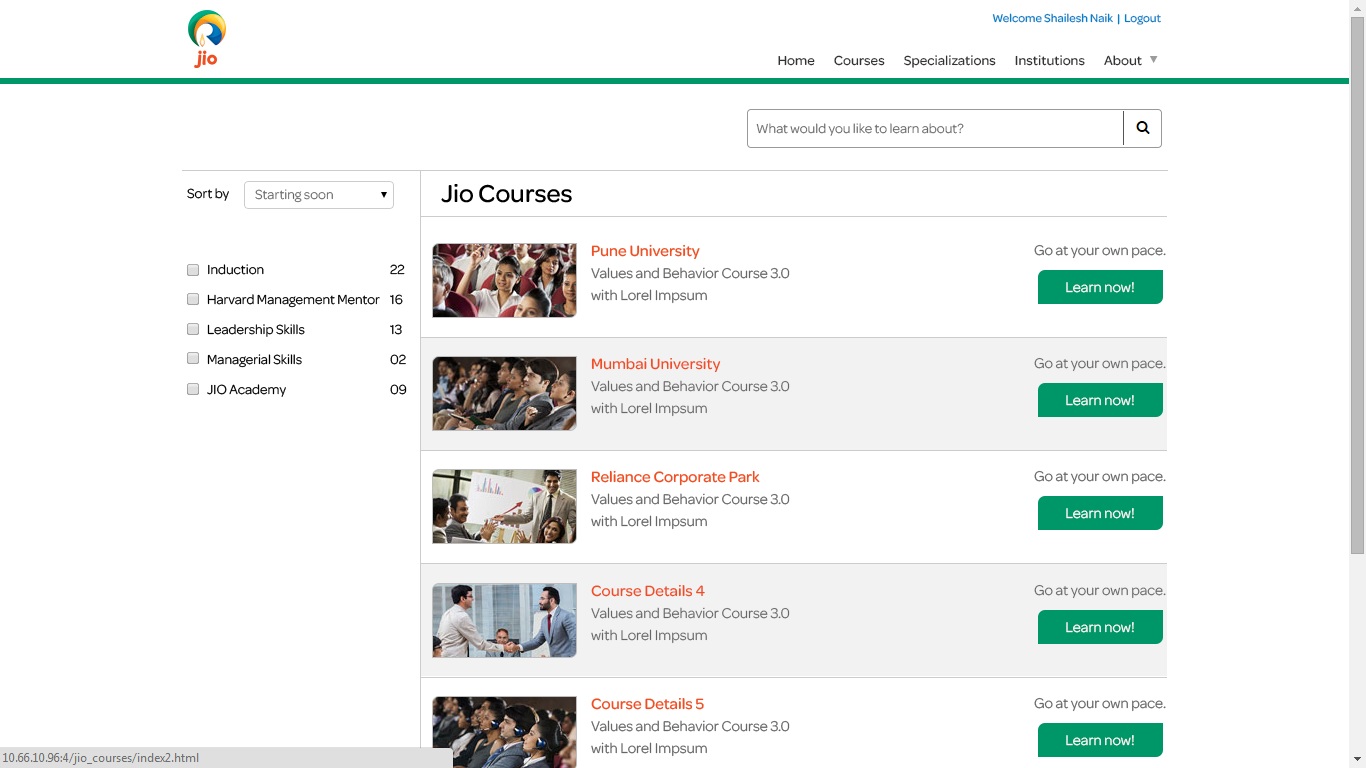 Welcome Shailesh Naik | Logout
jio
Home Courses Specializations Institutions About
What would you like to learn about?
Sort by Starting soon
Induction 22
Harvard Management Mentor 16
Leadership Skills 13
Managerial Skills 02
JIO Academy 09
Jio Courses
Pune University
Values and Behavior Course 3.0
with Lorel Impsum
Go at your own pace.
Learn now!
Mumbai University
Values and Behavior Course 3.0
with Lorel Impsum
Go at your own pace.
Learn now!
Reliance Corporate Park
Values and Behavior Course 3.0
with Lorel Impsum
Go at your own pace.
Learn now!
Course Details 4
Values and Behavior Course 3.0
with Lorel Impsum
Go at your own pace.
Learn now!
Course Details 5
Values and Behavior Course 3.0
with Lorel Impsum
Go at your own pace.
Learn now!
10.66.10.96:4/jio_courses/index2.html